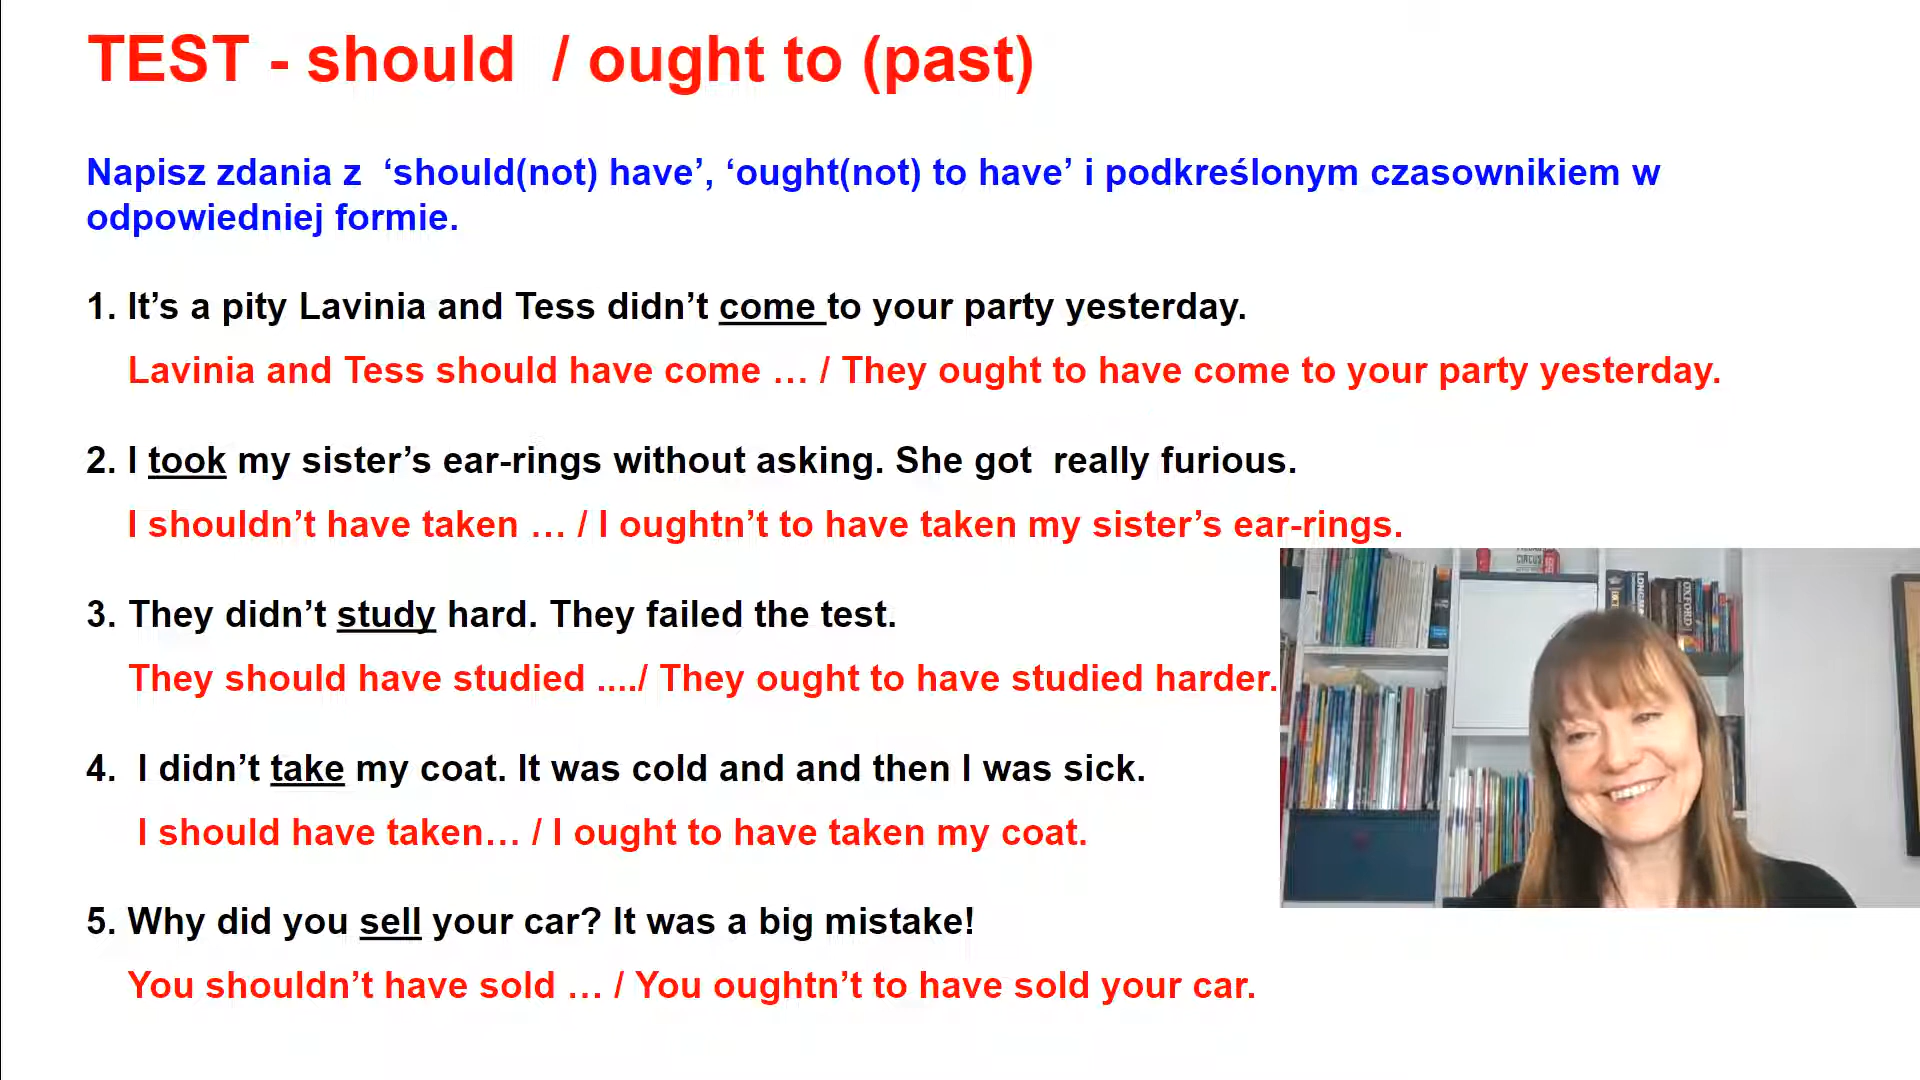 TEST - should / ought to (past)
Napisz zdania z ‘should(not) have’, ‘ought(not) to have’ i podkreślonym czasownikiem w
odpowiedniej formie.
1. It’s a pity Lavinia and Tess didn’t come to your party yesterday.
Lavinia and Tess should have come … / They ought to have come to your party yesterday.
2. I took my sister’s ear-rings without asking. She got really furious.
I shouldn’t have taken … / I oughtn’t to have taken my sister’s ear-rings.
3. They didn’t study hard. They failed the test.
They should have studied ..../ They ought to have studied harder.
4. I didn’t take my coat. It was cold and and then I was sick.
I should have taken… / I ought to have taken my coat.
5. Why did you sell your car? It was a big mistake!
You shouldn’t have sold … / You oughtn’t to have sold your car.
CIRCUS
OXFORD